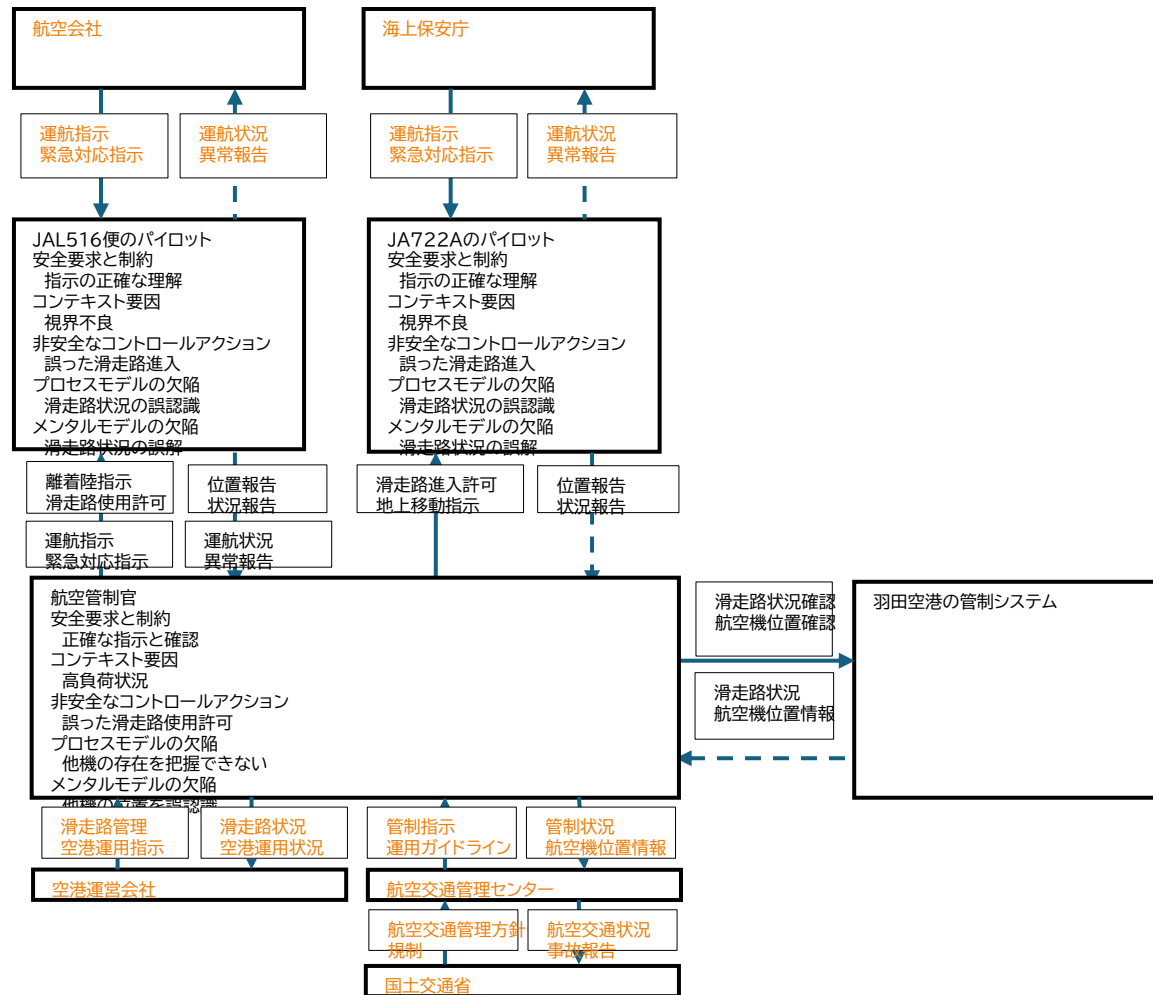 航空会社
海上保安庁
運航指示
緊急対応指示
運航状況
異常報告
運航指示
緊急対応指示
運航状況
異常報告
JAL516便のパイロット
安全要求と制約
指示の正確な理解
コンテキスト要因
視界不良
非安全なコントロールアクション
誤った滑走路進入
プロセスモデルの欠陥
滑走路状況の誤認識
メンタルモデルの欠陥
滑走路状況の誤解
JA722Aのパイロット
安全要求と制約
指示の正確な理解
コンテキスト要因
視界不良
非安全なコントロールアクション
誤った滑走路進入
プロセスモデルの欠陥
滑走路状況の誤認識
メンタルモデルの欠陥
滑走路状況の誤解
離着陸指示
滑走路使用許可
位置報告
状況報告
滑走路進入許可
地上移動指示
位置報告
状況報告
運航指示
緊急対応指示
運航状況
異常報告
航空管制官
安全要求と制約
正確な指示と確認
コンテキスト要因
高負荷状況
非安全なコントロールアクション
誤った滑走路使用許可
プロセスモデルの欠陥
他機の存在を把握できない
メンタルモデルの欠陥
他機の位置を誤認識
滑走路状況確認
航空機位置確認
滑走路状況
航空機位置情報
羽田空港の管制システム
滑走路管理
空港運用指示
滑走路状況
空港運用状況
管制指示
運用ガイドライン
管制状況
航空機位置情報
空港運営会社
航空交通管理センター
航空交通管理方針
規制
航空交通状況
事故報告
国土交通省